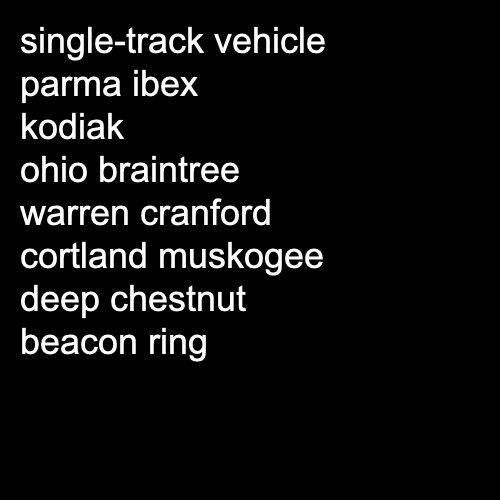 single-track vehicle
parma ibex
kodiak
ohio braintree
warren cranford
cortland muskogee
deep chestnut
beacon ring